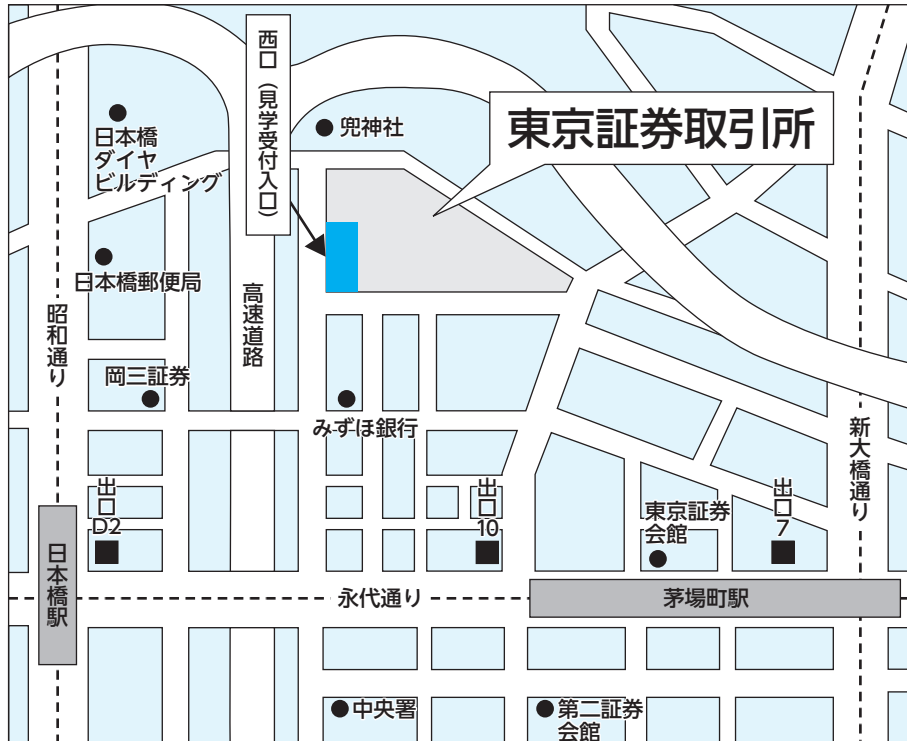 西口（見学受付入口）
兜神社
東京証券取引所
日本橋
ダイヤ
ビルディング
日本橋郵便局
高速道路
昭和通り
岡三証券
みずほ銀行
新大橋通り
出口
D2
出口
10
東京証券
会館
出口
7
日本橋駅
永代通り
茅場町駅
中央署
第二証券
会館